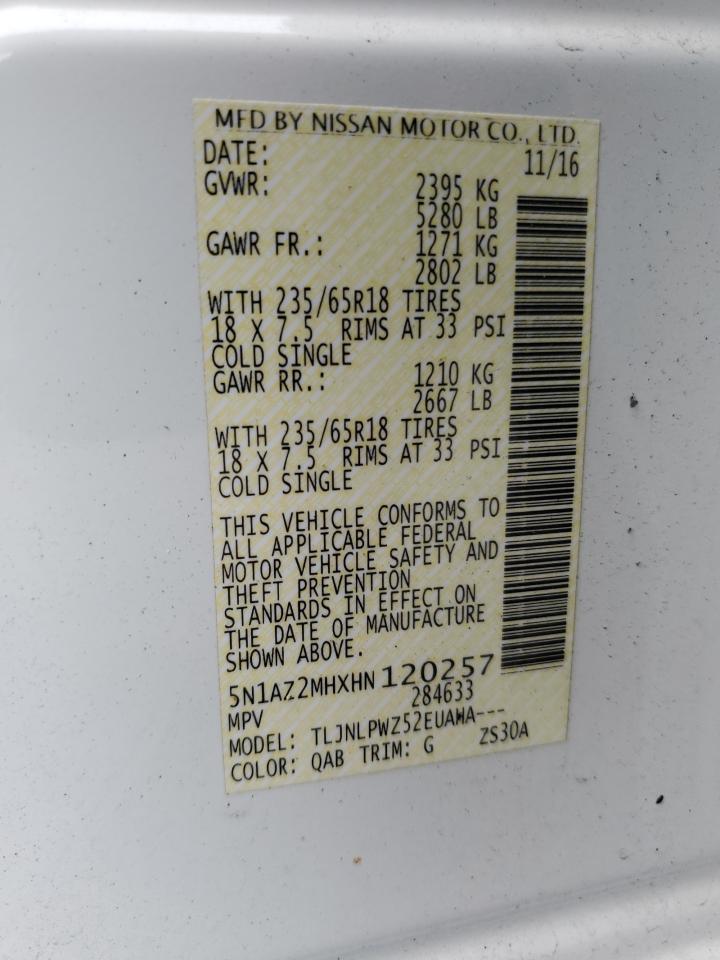 MFD BY NISSAN MOTOR CO., LTD.
DATE: 11/16
GVWR: 2395 KG
5280 LB
GAWR FR.: 1271 KG
2802 LB
WITH 235/65R18 TIRES
18 X 7.5 RIMS AT 33 PSI
COLD SINGLE
GAWR RR.: 1210 KG
2667 LB
WITH 235/65R18 TIRES
18 X 7.5 RIMS AT 33 PSI
COLD SINGLE
THIS VEHICLE CONFORMS TO
ALL APPLICABLE FEDERAL
MOTOR VEHICLE SAFETY AND
THEFT PREVENTION
STANDARDS IN EFFECT ON
THE DATE OF MANUFACTURE
SHOWN ABOVE.
5N1AZ2MHXHN120257
MPV 284633
MODEL: TLJNLPWZ52EUAHA---
COLOR: QAB TRIM: G ZS30A